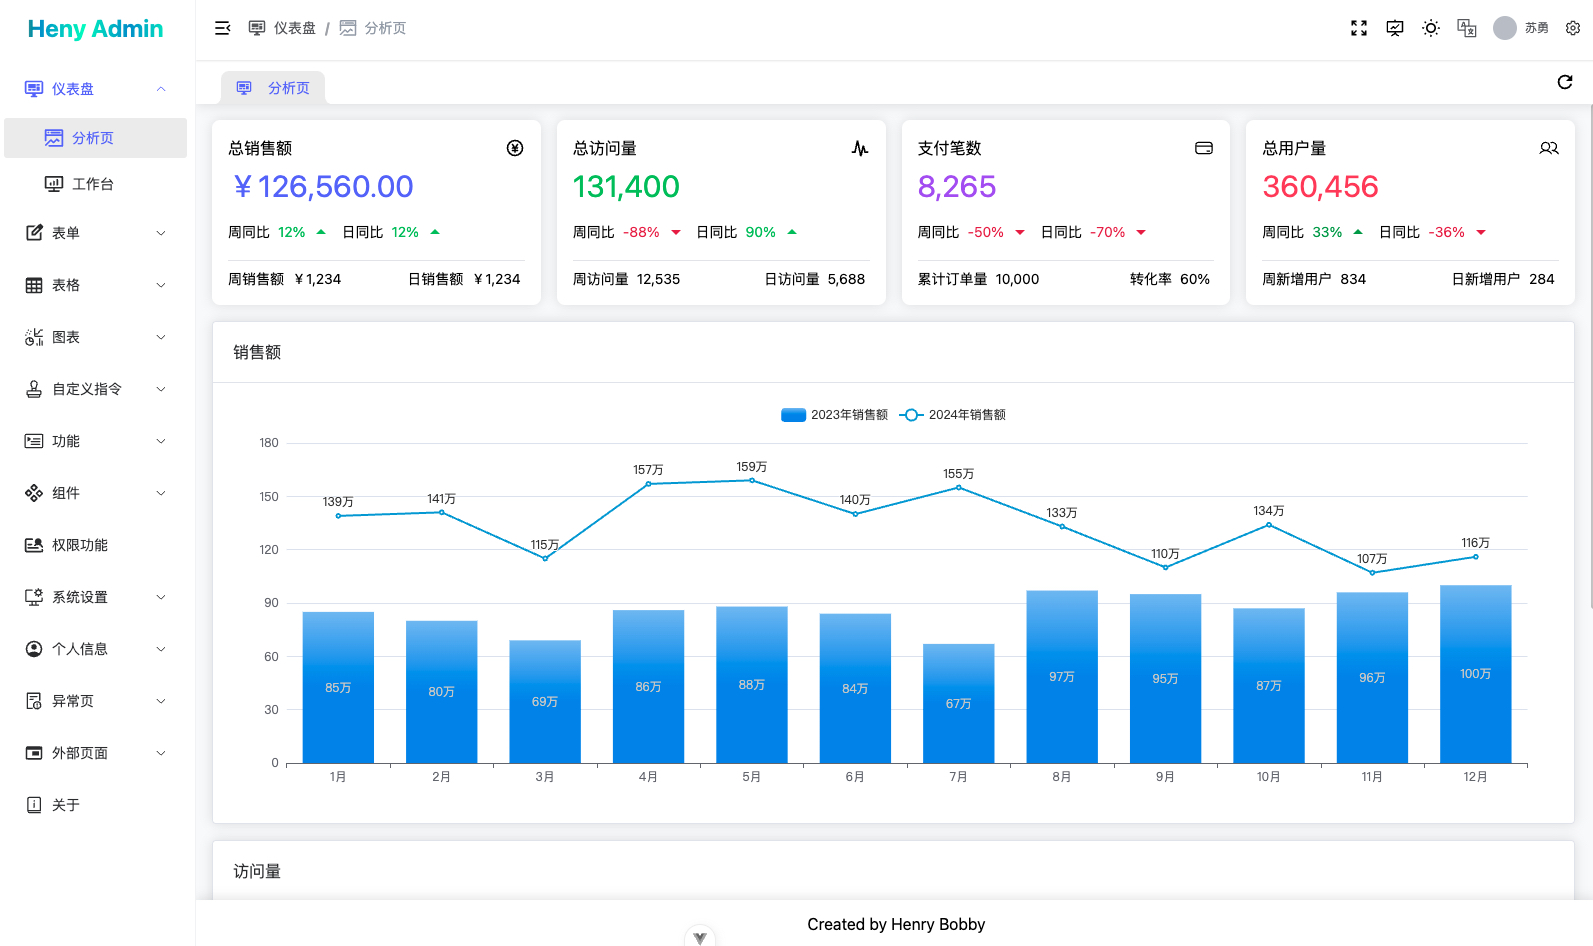 Heny Admin
仪表盘
分析页
工作台
表单
表格
图表
自定义指令
功能
组件
权限功能
系统设置
个人信息
异常页
外部页面
关于
仪表盘 / 分析页
苏勇
分析页
总销售额
¥126,560.00
周同比 12% 日同比 12%
周销售额 ¥1,234 日销售额 ¥1,234
总访问量
131,400
周同比 -88% 日同比 90%
周访问量 12,535 日访问量 5,688
支付笔数
8,265
周同比 -50% 日同比 -70%
累计订单量 10,000 转化率 60%
总用户量
360,456
周同比 33% 日同比 -36%
周新增用户 834 日新增用户 284
销售额
2023年销售额 2024年销售额
180
150
120
90
60
30
0
139万 141万 115万 157万 159万 140万 155万 133万 110万 134万 107万 116万
85万 80万 69万 86万 88万 84万 67万 97万 95万 87万 96万 100万
1月 2月 3月 4月 5月 6月 7月 8月 9月 10月 11月 12月
访问量
Created by Henry Bobby